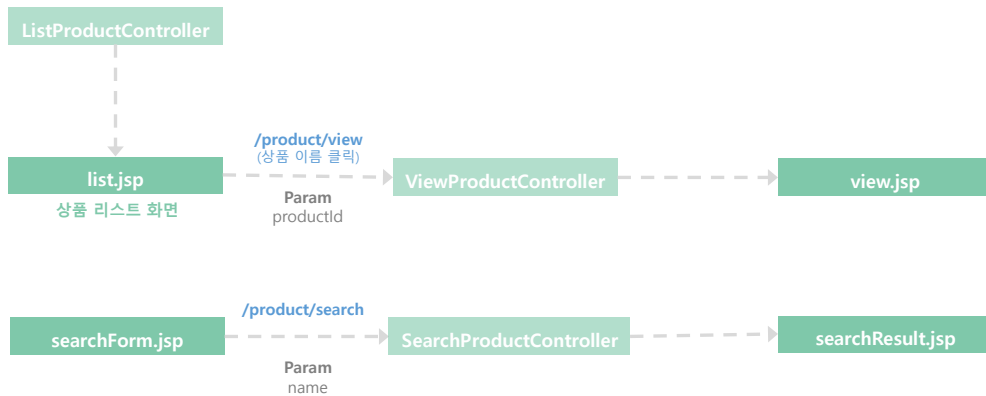 ListProductController
/product/view
(상품 이름 클릭)
list.jsp
ViewProductController
view.jsp
상품 리스트 화면
Param
productId
/product/search
searchForm.jsp
SearchProductController
searchResult.jsp
Param
name